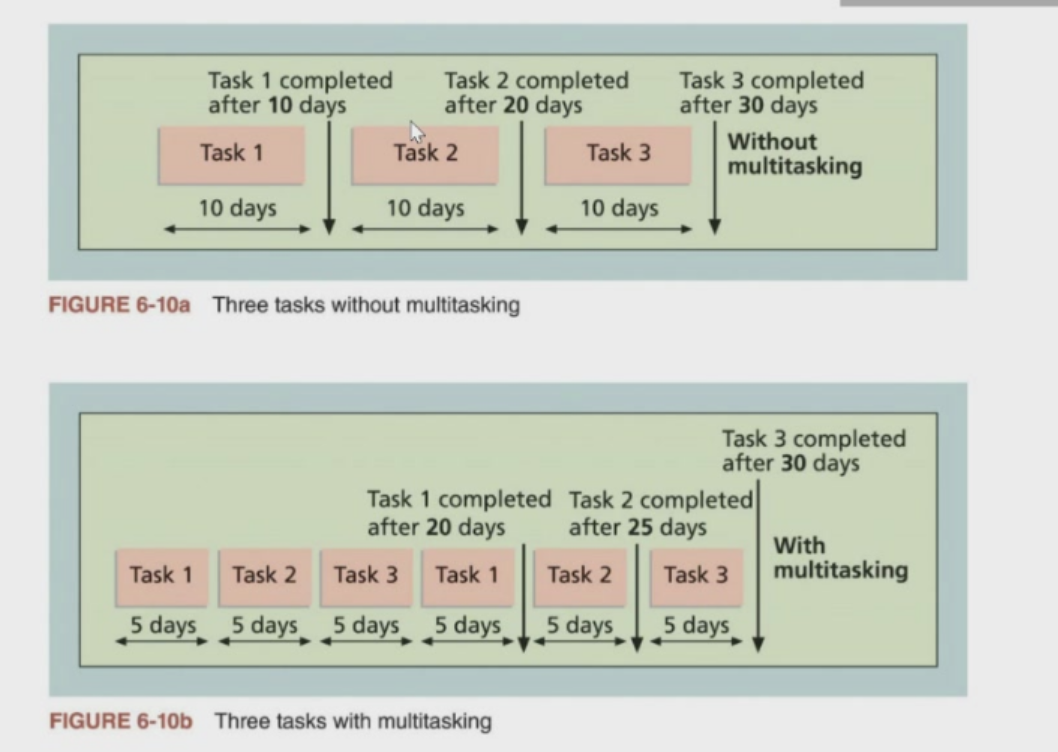 Task 1 completed
after 10 days
Task 2 completed
after 20 days
Task 3 completed
after 30 days
Task 1
Task 2
Task 3
Without
multitasking
10 days
10 days
10 days
FIGURE 6-10a Three tasks without multitasking
Task 3 completed
after 30 days
Task 1 completed
after 20 days
Task 2 completed
after 25 days
With
multitasking
Task 1
Task 2
Task 3
Task 1
Task 2
Task 3
5 days
5 days
5 days
5 days
5 days
5 days
FIGURE 6-10b Three tasks with multitasking